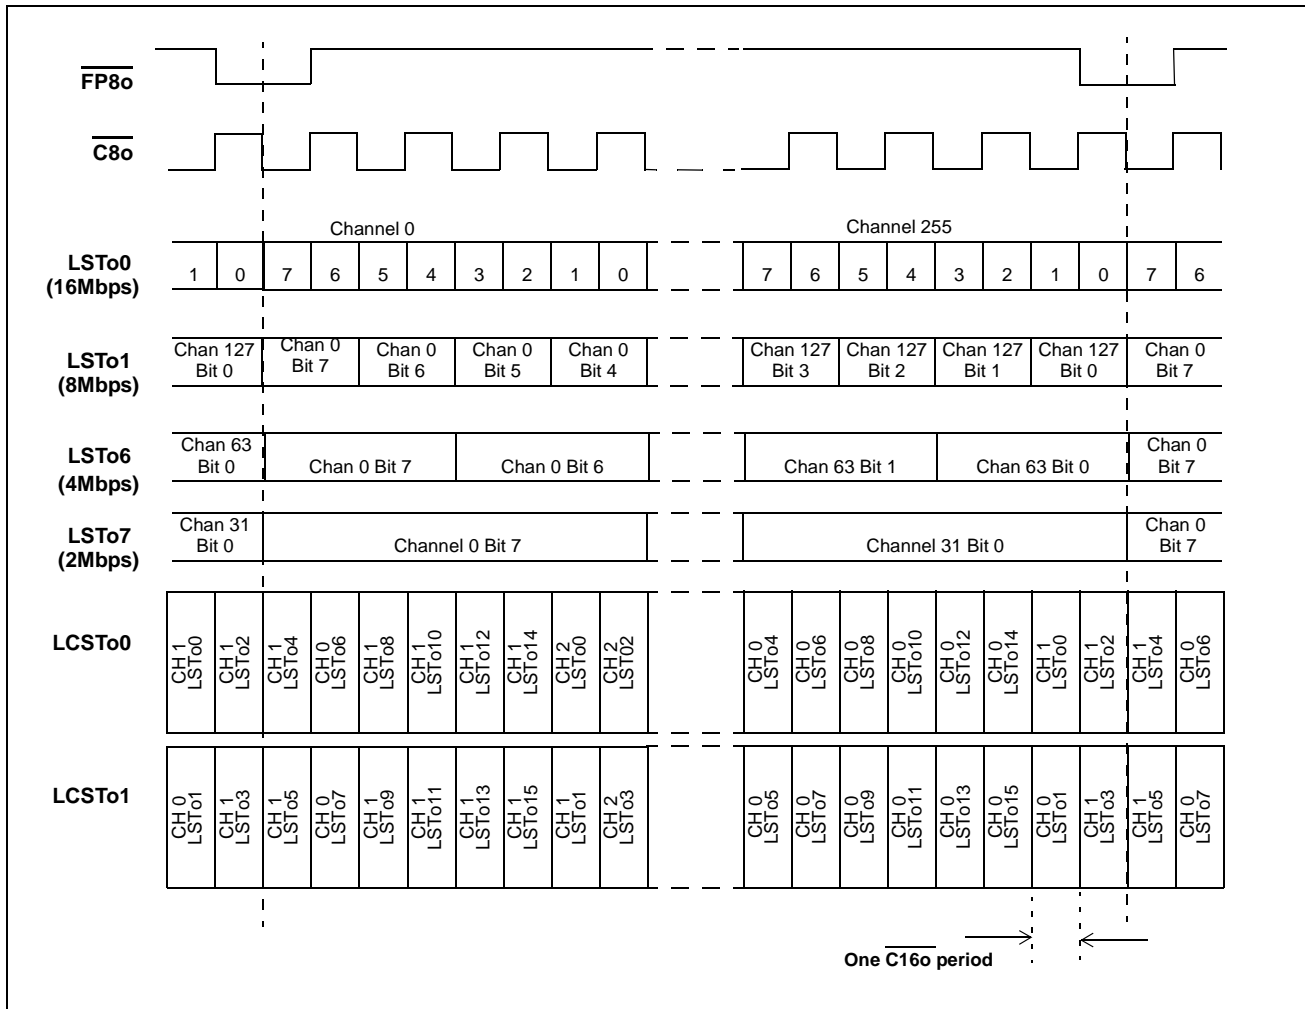 FP8o
C8o
Channel 0 Channel 255
LSTo0
(16Mbps)
1 0 7 6 5 4 3 2 1 0 7 6 5 4 3 2 1 0 7 6
LSTo1
(8Mbps)
Chan 127 Bit 0
Chan 0 Bit 7
Chan 0 Bit 6
Chan 0 Bit 5
Chan 0 Bit 4
Chan 127 Bit 3
Chan 127 Bit 2
Chan 127 Bit 1
Chan 127 Bit 0
Chan 0 Bit 7
LSTo6
(4Mbps)
Chan 63 Bit 0
Chan 0 Bit 7
Chan 0 Bit 6
Chan 63 Bit 1
Chan 63 Bit 0
Chan 0 Bit 7
LSTo7
(2Mbps)
Chan 31 Bit 0
Channel 0 Bit 7
Channel 31 Bit 0
Chan 0 Bit 7
LCSTo0
CH 1 LSTo0
CH 1 LSTo2
CH 1 LSTo4
CH 0 LSTo6
CH 1 LSTo8
CH 1 LSTo10
CH 1 LSTo12
CH 1 LSTo14
CH 2 LSTo0
CH 2 LST02
CH 0 LSTo4
CH 0 LSTo6
CH 0 LSTo8
CH 0 LSTo10
CH 0 LSTo12
CH 0 LSTo14
CH 1 LSTo0
CH 1 LSTo2
CH 1 LSTo4
CH 0 LSTo6
LCSTo1
CH 0 LSTo1
CH 1 LSTo3
CH 1 LSTo5
CH 0 LSTo7
CH 1 LSTo9
CH 1 LSTo11
CH 1 LSTo13
CH 1 LSTo15
CH 1 LSTo1
CH 2 LSTo3
CH 0 LSTo5
CH 0 LSTo7
CH 0 LSTo9
CH 0 LSTo11
CH 0 LSTo13
CH 0 LSTo15
CH 0 LSTo1
CH 1 LSTo3
CH 1 LSTo5
CH 0 LSTo7
One C16o period